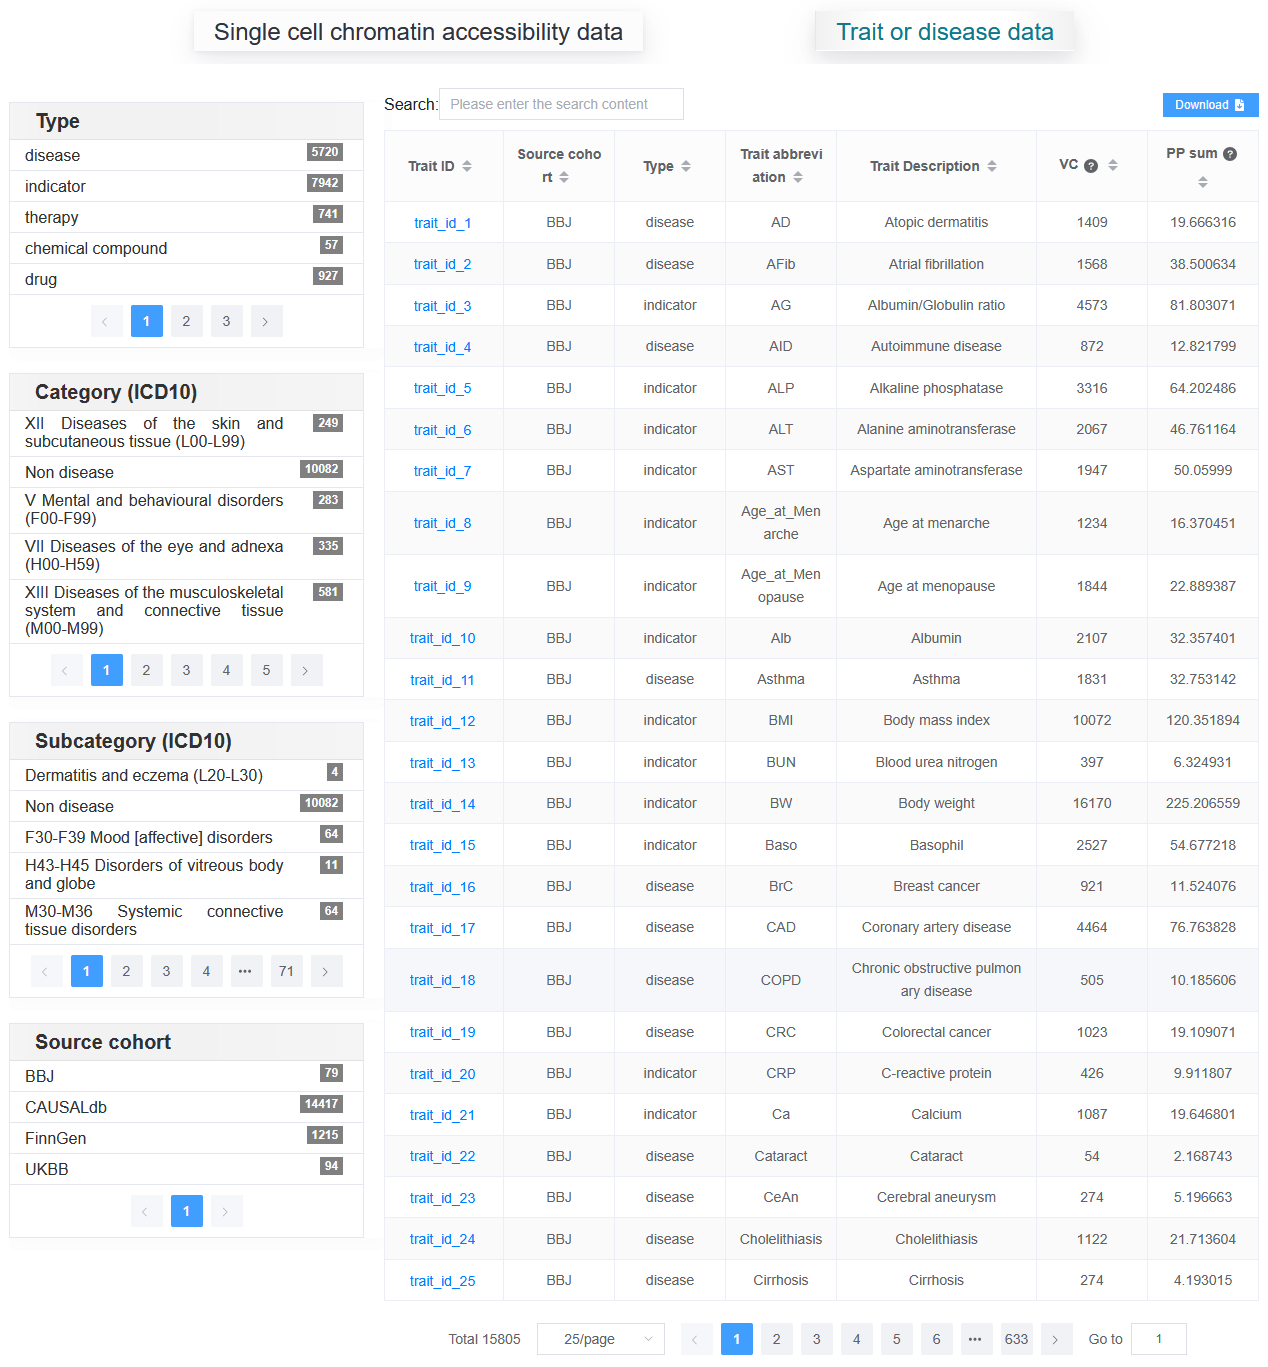 Single cell chromatin accessibility data
Trait or disease data
Type
disease 5720
indicator 7942
therapy 741
chemical compound 57
drug 927
1 2 3
Category (ICD10)
XII Diseases of the skin and 249
subcutaneous tissue (L00-L99)
Non disease 10082
V Mental and behavioural disorders 283
(F00-F99)
VII Diseases of the eye and adnexa 335
(H00-H59)
XIII Diseases of the musculoskeletal 581
system and connective tissue
(M00-M99)
1 2 3 4 5
Subcategory (ICD10)
Dermatitis and eczema (L20-L30) 4
Non disease 10082
F30-F39 Mood [affective] disorders 64
H43-H45 Disorders of vitreous body 11
and globe
M30-M36 Systemic connective 64
tissue disorders
1 2 3 4 ••• 71
Source cohort
BBJ 79
CAUSALdb 14417
FinnGen 1215
UKBB 94
1
Search: Please enter the search content
Download
Trait ID Source coho Type Trait abbrevi Trait Description VC ? PP sum ?
rt ation
trait_id_1 BBJ disease AD Atopic dermatitis 1409 19.666316
trait_id_2 BBJ disease AFib Atrial fibrillation 1568 38.500634
trait_id_3 BBJ indicator AG Albumin/Globulin ratio 4573 81.803071
trait_id_4 BBJ disease AID Autoimmune disease 872 12.821799
trait_id_5 BBJ indicator ALP Alkaline phosphatase 3316 64.202486
trait_id_6 BBJ indicator ALT Alanine aminotransferase 2067 46.761164
trait_id_7 BBJ indicator AST Aspartate aminotransferase 1947 50.05999
trait_id_8 BBJ indicator Age_at_Men Age at menarche 1234 16.370451
arche
trait_id_9 BBJ indicator Age_at_Men Age at menopause 1844 22.889387
opause
trait_id_10 BBJ indicator Alb Albumin 2107 32.357401
trait_id_11 BBJ disease Asthma Asthma 1831 32.753142
trait_id_12 BBJ indicator BMI Body mass index 10072 120.351894
trait_id_13 BBJ indicator BUN Blood urea nitrogen 397 6.324931
trait_id_14 BBJ indicator BW Body weight 16170 225.206559
trait_id_15 BBJ indicator Baso Basophil 2527 54.677218
trait_id_16 BBJ disease BrC Breast cancer 921 11.524076
trait_id_17 BBJ disease CAD Coronary artery disease 4464 76.763828
trait_id_18 BBJ disease COPD Chronic obstructive pulmon 505 10.185606
ary disease
trait_id_19 BBJ disease CRC Colorectal cancer 1023 19.109071
trait_id_20 BBJ indicator CRP C-reactive protein 426 9.911807
trait_id_21 BBJ indicator Ca Calcium 1087 19.646801
trait_id_22 BBJ disease Cataract Cataract 54 2.168743
trait_id_23 BBJ disease CeAn Cerebral aneurysm 274 5.196663
trait_id_24 BBJ disease Cholelithiasis Cholelithiasis 1122 21.713604
trait_id_25 BBJ disease Cirrhosis Cirrhosis 274 4.193015
Total 15805 25/page 1 2 3 4 5 6 ••• 633 Go to 1